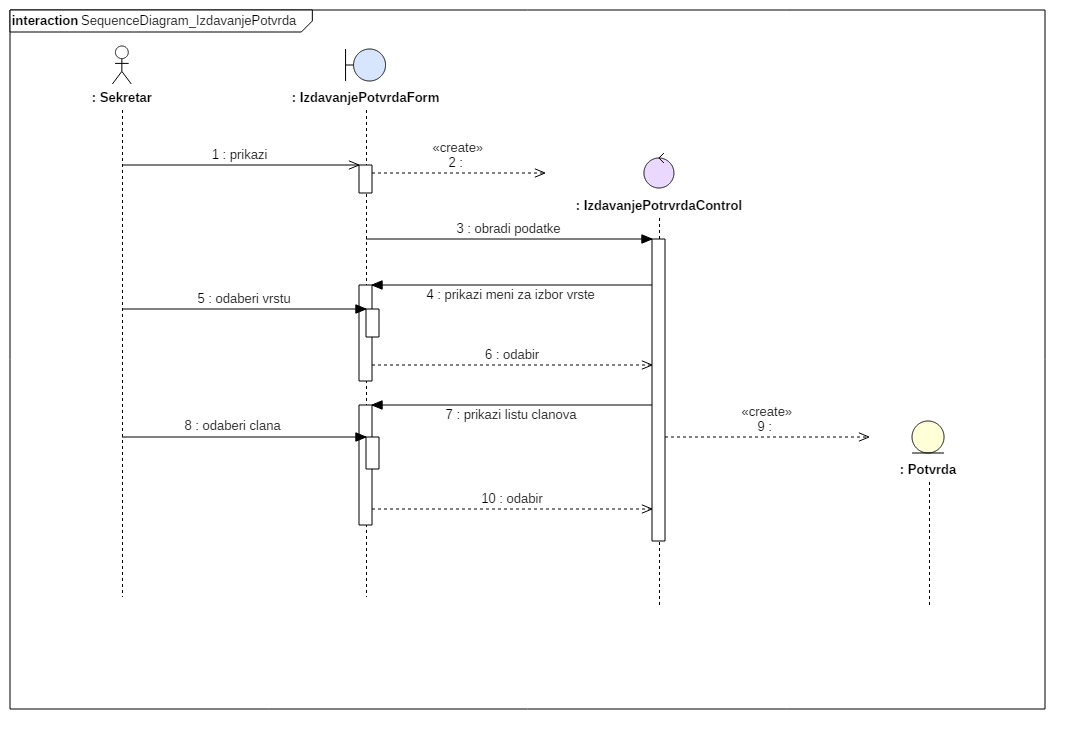 interaction SequenceDiagram_IzdavanjePotvrda
: Sekretar
: IzdavanjePotvrdaForm
1 : prikazi
«create»
2 :
: IzdavanjePotrvrdaControl
3 : obradi podatke
4 : prikazi meni za izbor vrste
5 : odaberi vrstu
6 : odabir
7 : prikazi listu clanova
8 : odaberi clana
«create»
9 :
: Potvrda
10 : odabir